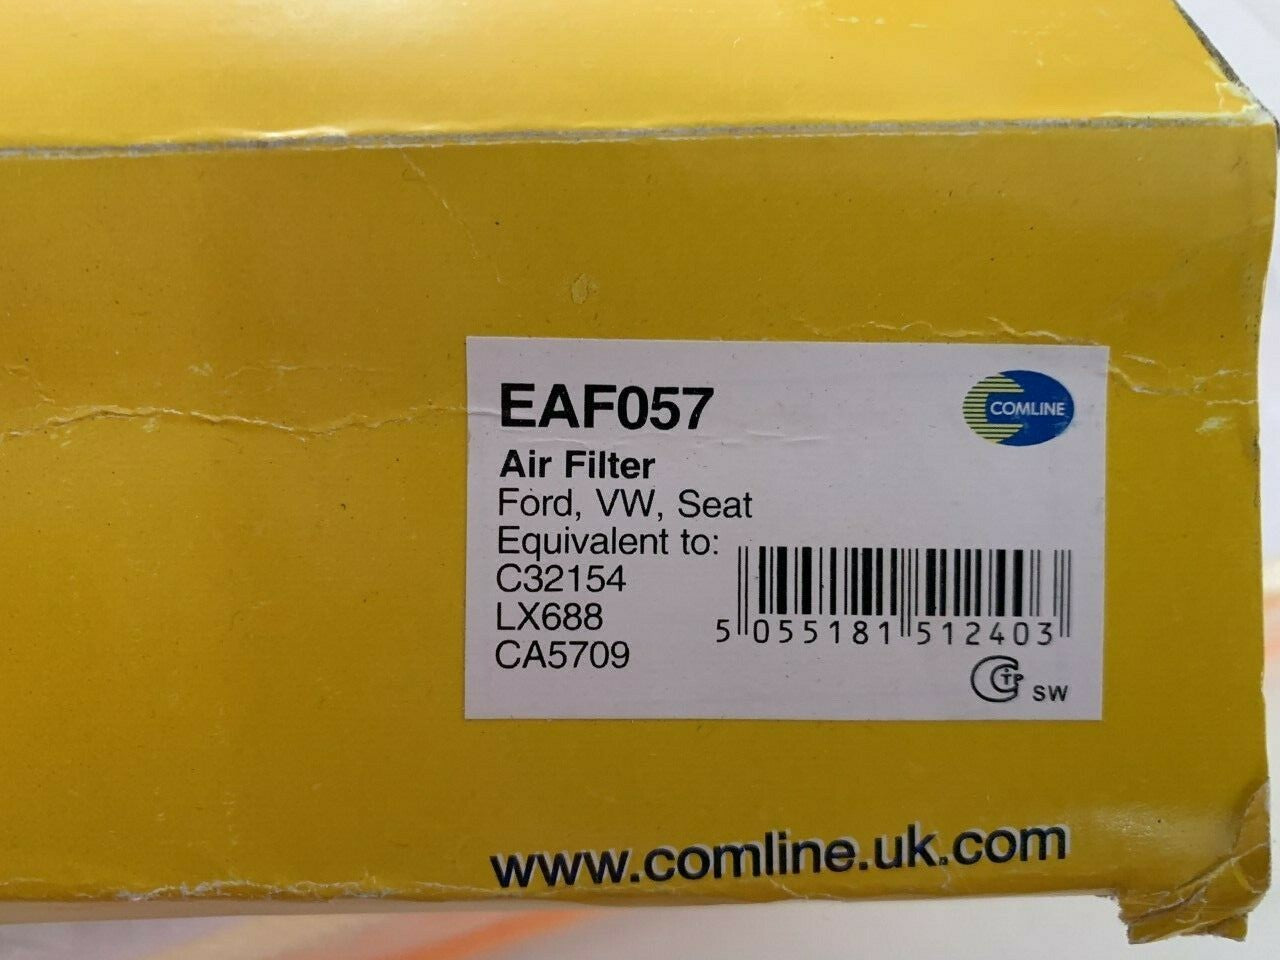 EAF057
COMLINE
Air Filter
Ford, VW, Seat
Equivalent to:
C32154
LX688
CA5709
5 055181 512403
SW
www.comline.uk.com